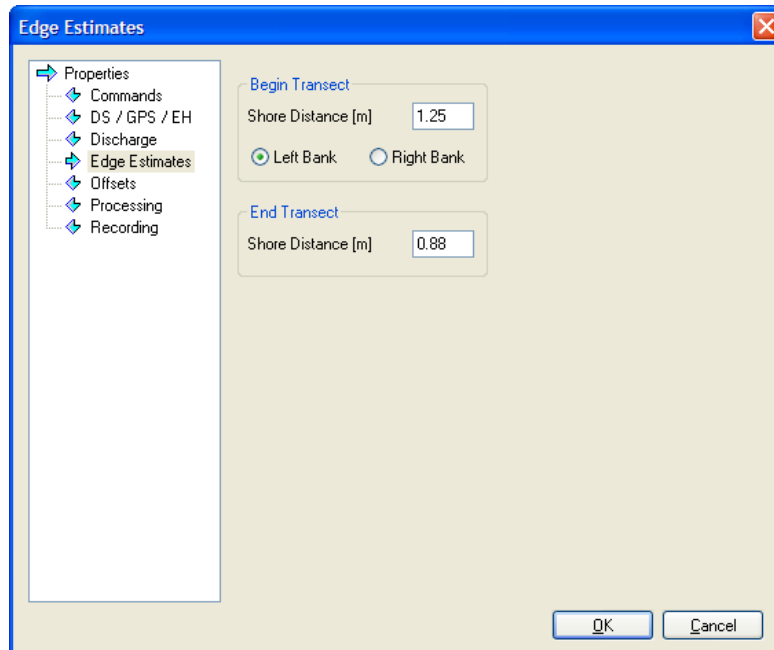 Edge Estimates
Properties
Commands
DS / GPS / EH
Discharge
Edge Estimates
Offsets
Processing
Recording
Begin Transect
Shore Distance [m] 1.25
Left Bank Right Bank
End Transect
Shore Distance [m] 0.88
OK Cancel